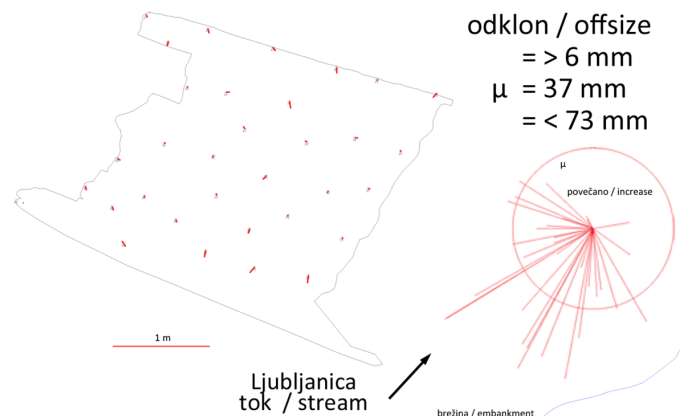 odklon / offsize
= > 6 mm
µ = 37 mm
= < 73 mm
µ
povečano / increase
1 m
Ljubljanica
tok / stream
brežina / embankment